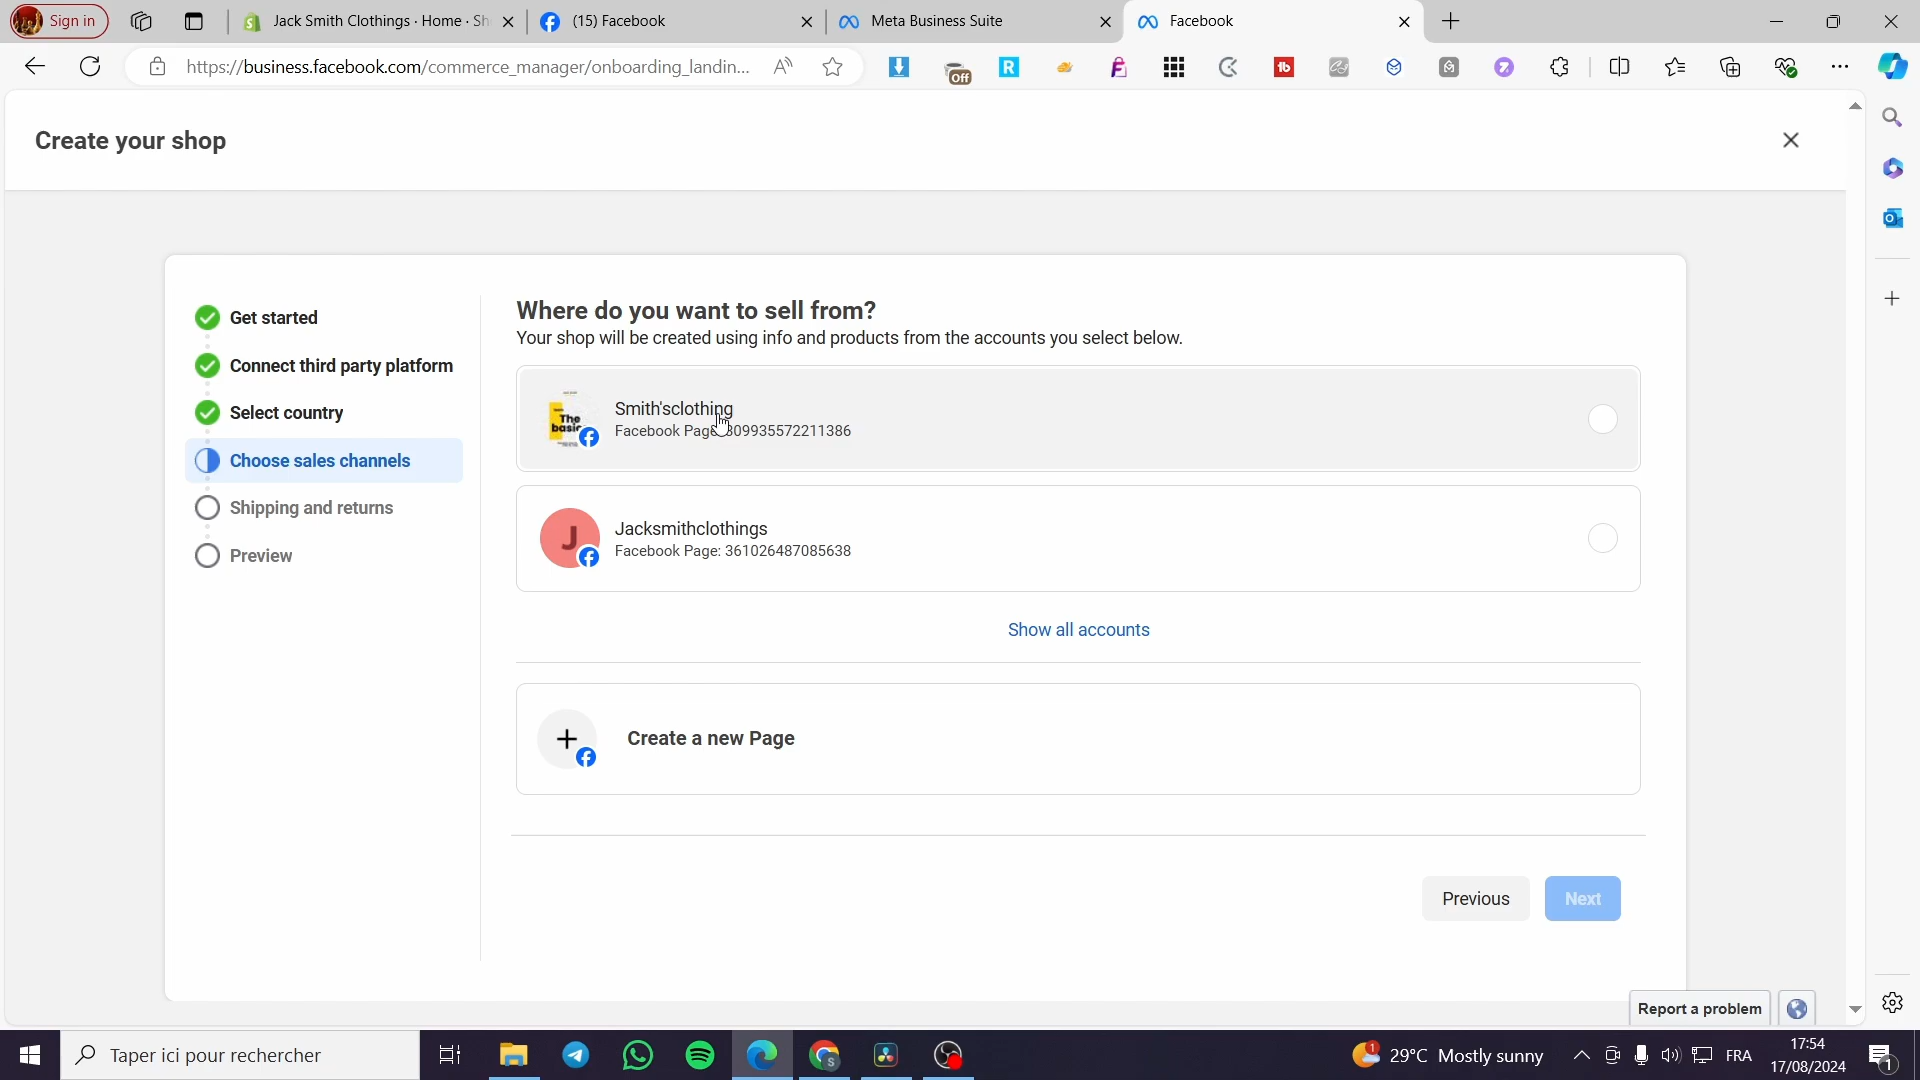 Sign in
Jack Smith Clothings · Home · Sh
(15) Facebook
Meta Business Suite
Facebook
https://business.facebook.com/commerce_manager/onboarding_landin...
Off
Create your shop
Get started
Connect third party platform
Select country
Choose sales channels
Shipping and returns
Preview
Where do you want to sell from?
Your shop will be created using info and products from the accounts you select below.
The
Smith'sclothing
Facebook Page: 309935572211386
J
Jacksmithclothings
Facebook Page: 361026487085638
Show all accounts
Create a new Page
Previous
Next
Report a problem
Taper ici pour rechercher
1
29°C Mostly sunny
FRA
17:54
17/08/2024
1